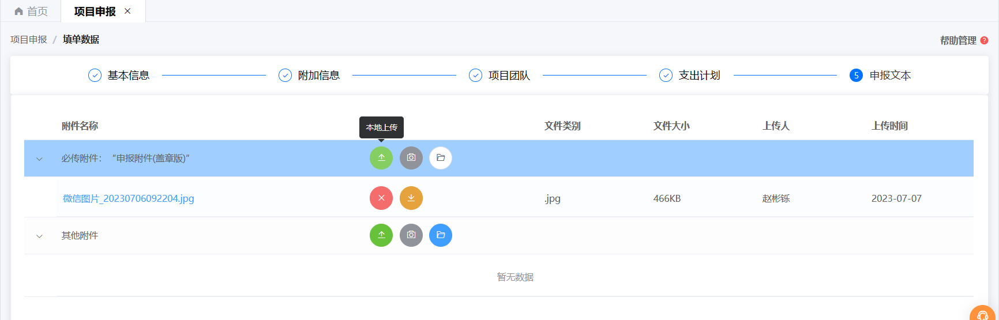 首页
项目申报
项目申报 / 填单数据
帮助管理 ?
基本信息
附加信息
项目团队
支出计划
5 申报文本
附件名称 文件类别 文件大小 上传人 上传时间
本地上传
必传附件：“申报附件(盖章版)”
微信图片_20230706092204.jpg .jpg 466KB 赵彬铄 2023-07-07
其他附件
暂无数据